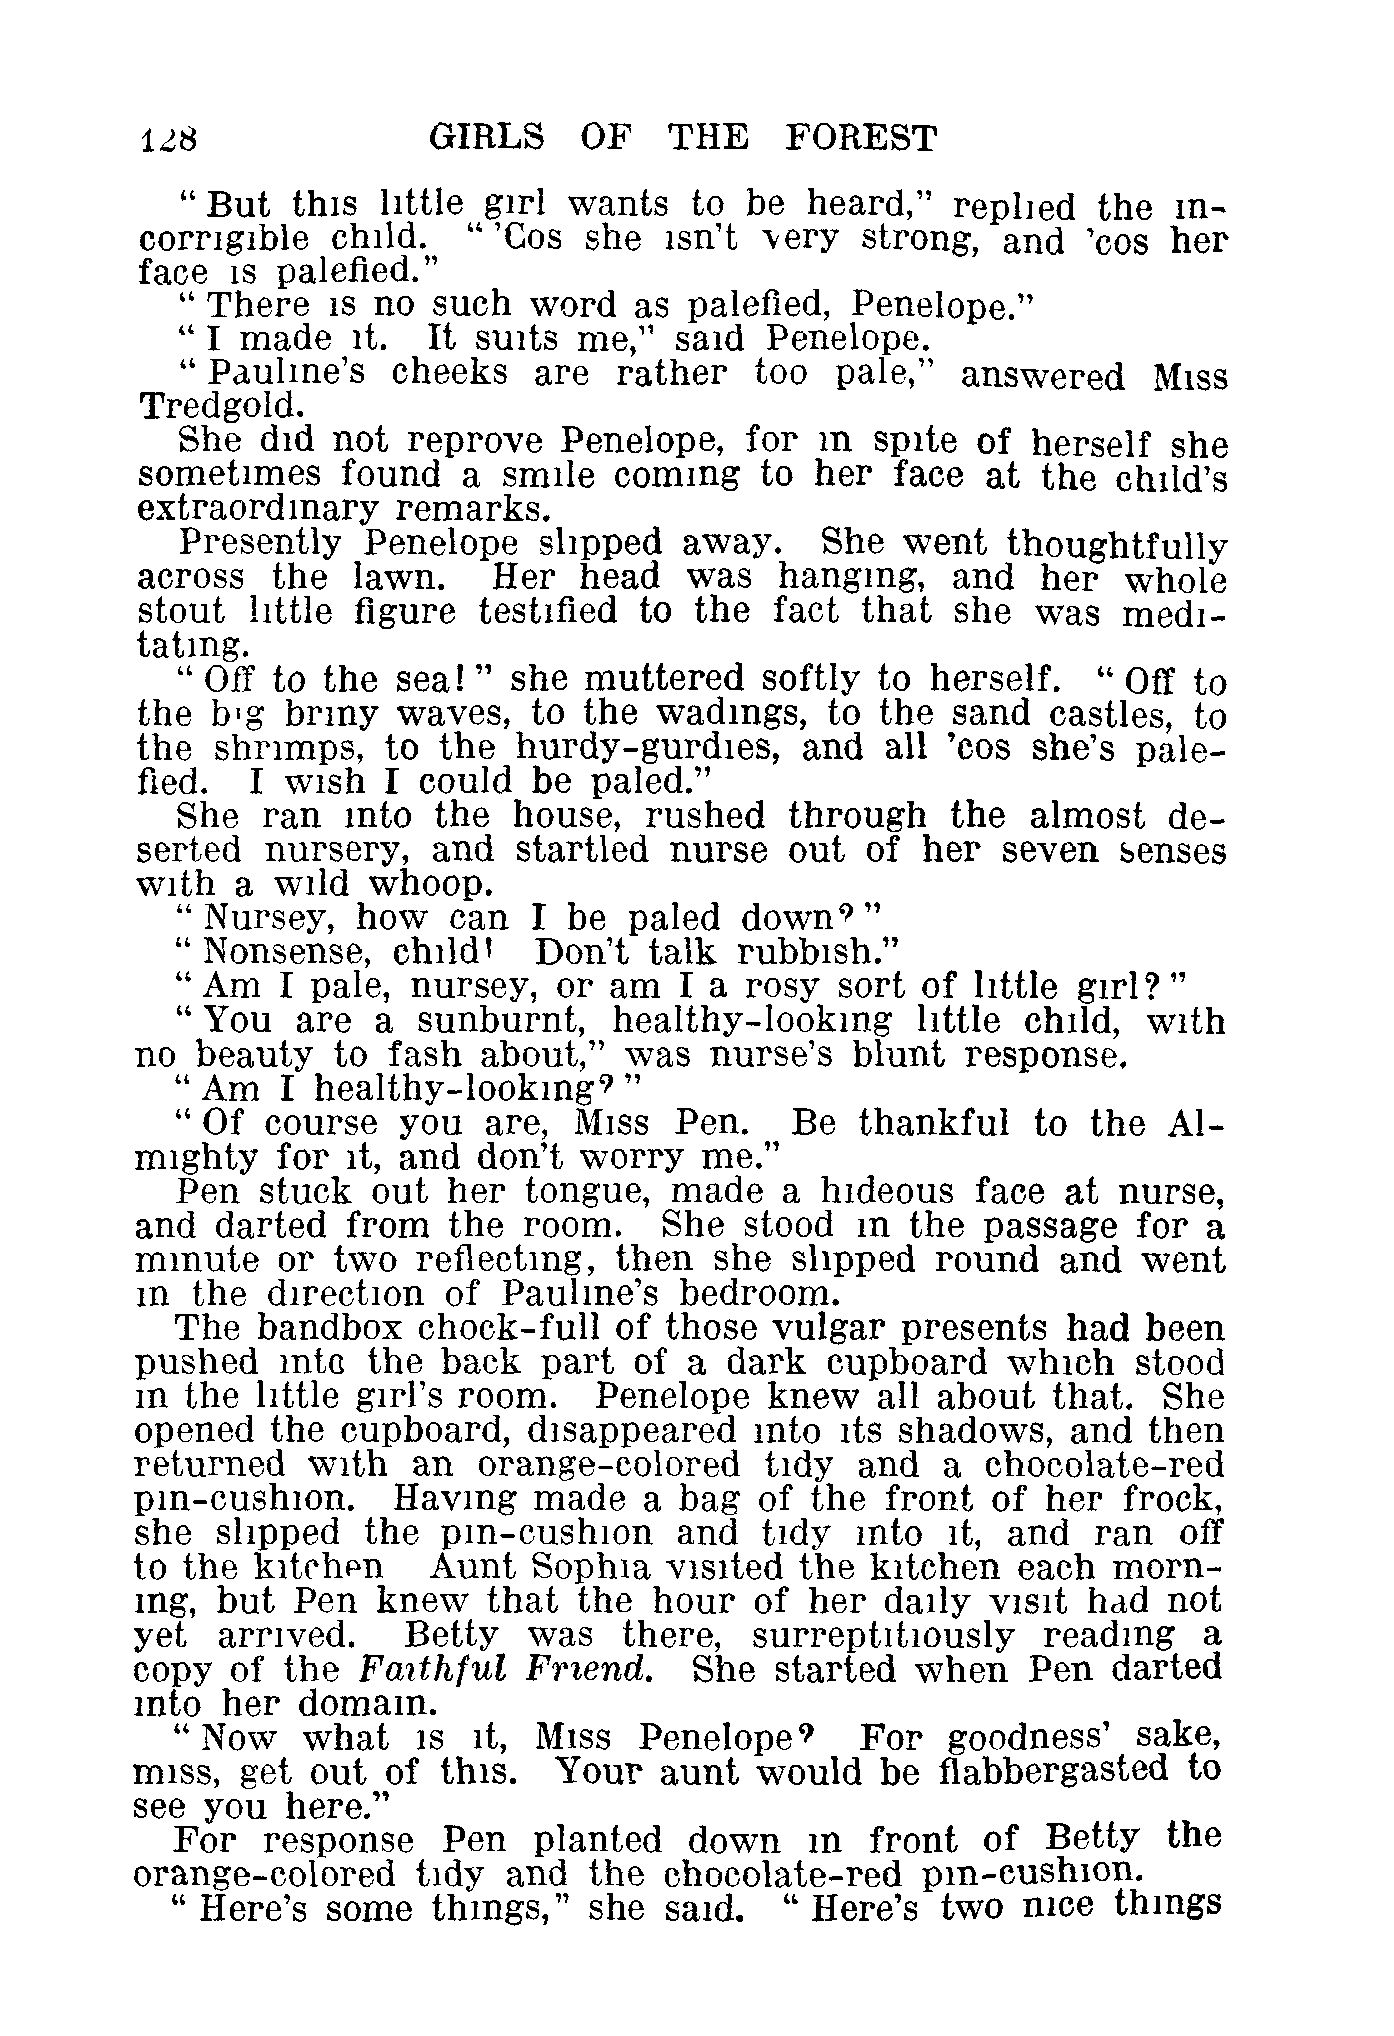 128 GIRLS OF THE FOREST
" But this little girl wants to be heard," replied the in-
corrigible child. " 'Cos she isn't very strong, and 'cos her
face is palefied."
" There is no such word as palefied, Penelope."
" I made it. It suits me," said Penelope.
" Pauline's cheeks are rather too pale," answered Miss
Tredgold.
She did not reprove Penelope, for in spite of herself she
sometimes found a smile coming to her face at the child's
extraordinary remarks.
Presently Penelope slipped away. She went thoughtfully
across the lawn. Her head was hanging, and her whole
stout little figure testified to the fact that she was medi-
tating.
" Off to the sea! " she muttered softly to herself. " Off to
the big briny waves, to the wadings, to the sand castles, to
the shrimps, to the hurdy-gurdies, and all 'cos she's pale-
fied. I wish I could be paled."
She ran into the house, rushed through the almost de-
serted nursery, and startled nurse out of her seven senses
with a wild whoop.
" Nursey, how can I be paled down? "
" Nonsense, child! Don't talk rubbish."
" Am I pale, nursey, or am I a rosy sort of little girl? "
" You are a sunburnt, healthy-looking little child, with
no beauty to fash about," was nurse's blunt response.
" Am I healthy-looking? "
" Of course you are, Miss Pen. Be thankful to the Al-
mighty for it, and don't worry me."
Pen stuck out her tongue, made a hideous face at nurse,
and darted from the room. She stood in the passage for a
minute or two reflecting, then she slipped round and went
in the direction of Pauline's bedroom.
The bandbox chock-full of those vulgar presents had been
pushed into the back part of a dark cupboard which stood
in the little girl's room. Penelope knew all about that. She
opened the cupboard, disappeared into its shadows, and then
returned with an orange-colored tidy and a chocolate-red
pin-cushion. Having made a bag of the front of her frock,
she slipped the pin-cushion and tidy into it, and ran off
to the kitchen Aunt Sophia visited the kitchen each morn-
ing, but Pen knew that the hour of her daily visit had not
yet arrived. Betty was there, surreptitiously reading a
copy of the Faithful Friend. She started when Pen darted
into her domain.
" Now what is it, Miss Penelope? For goodness' sake,
miss, get out of this. Your aunt would be flabbergasted to
see you here."
For response Pen planted down in front of Betty the
orange-colored tidy and the chocolate-red pin-cushion.
" Here's some things," she said. " Here's two nice things